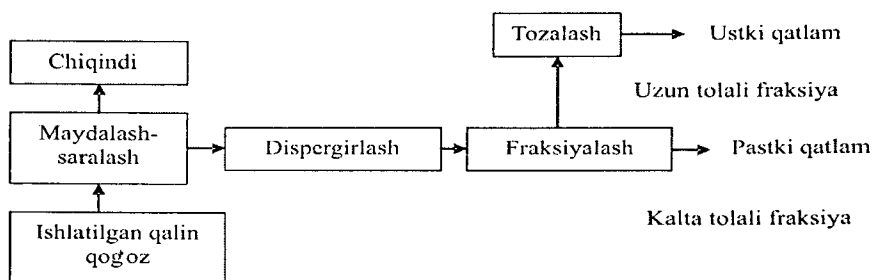 Tozalash
Ustki qatlam
Chiqindi
Uzun tolali fraksiya
Maydalash-
saralash
Dispergirlash
Fraksiyalash
Pastki qatlam
Ishlatilgan qalin
qogoz
Kalta tolali fraksiya